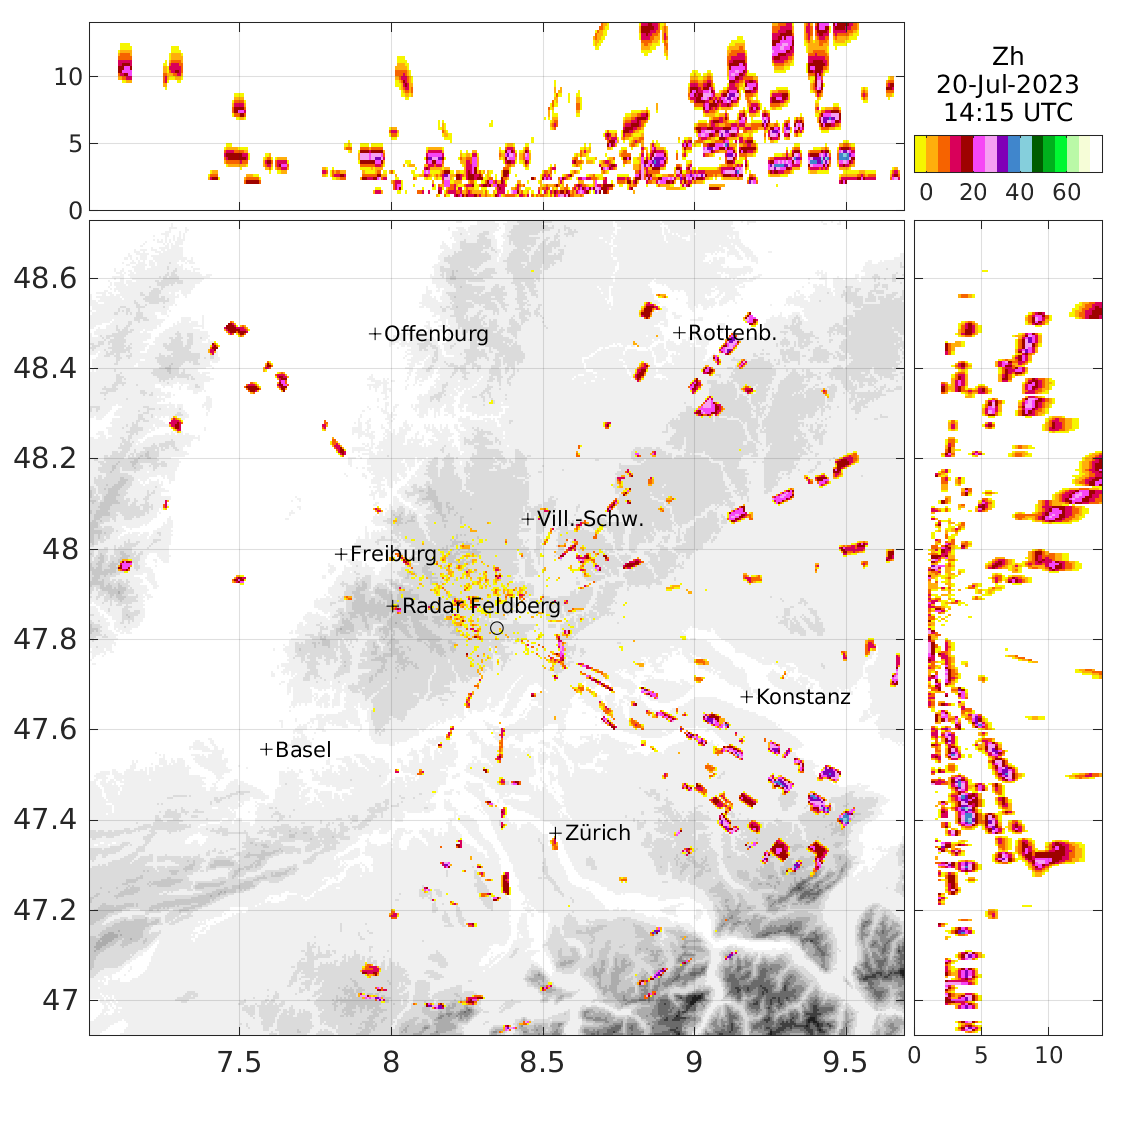 10
5
0
Zh
20-Jul-2023
14:15 UTC
0 20 40 60
48.6
48.4
48.2
48
47.8
47.6
47.4
47.2
47
Offenburg
Rottenb.
Vill.-Schw.
Freiburg
Radar Feldberg
Konstanz
Basel
Zürich
7.5 8 8.5 9 9.5
0 5 10